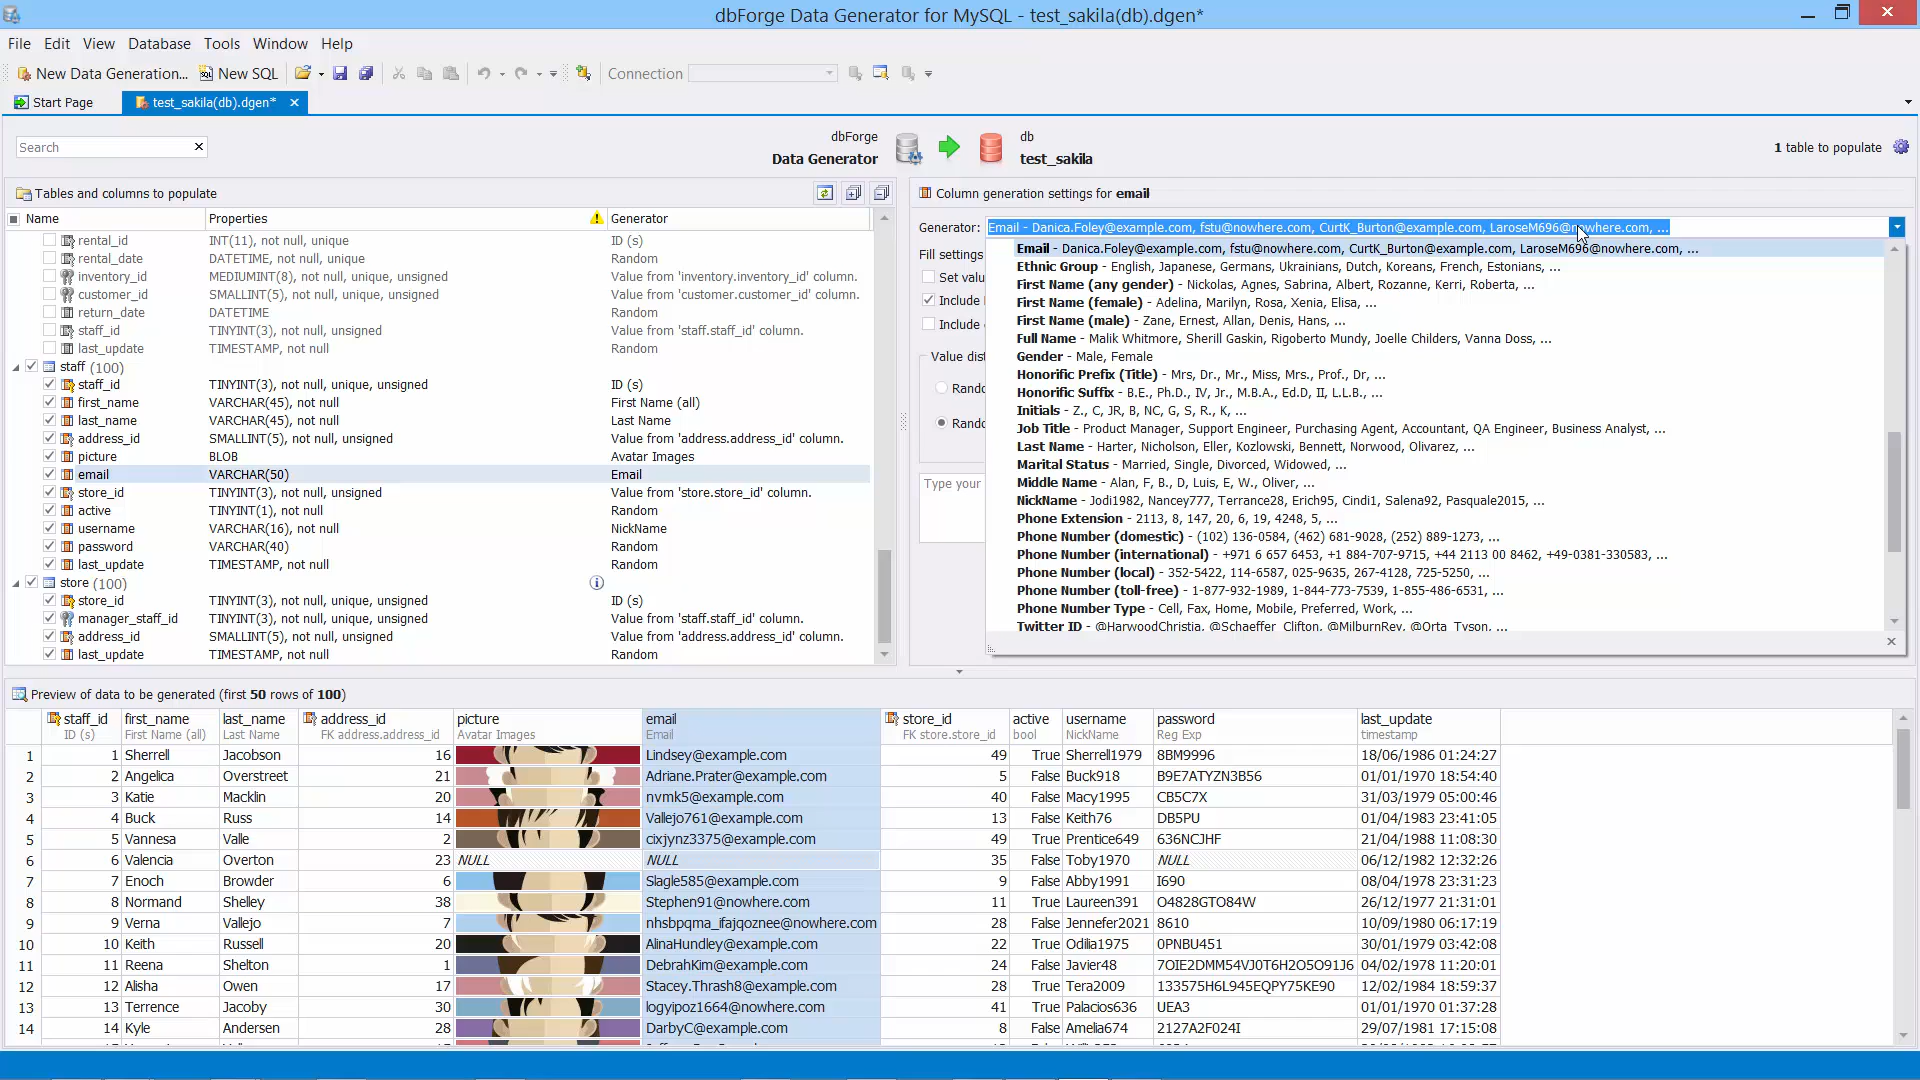 dbForge Data Generator for MySQL - test_sakila(db).dgen*
File Edit View Database Tools Window Help
New Data Generation... New SQL Connection
Start Page test_sakila(db).dgen*
Search
dbForge
Data Generator
db
test_sakila
1 table to populate
Tables and columns to populate
Name Properties Generator
rental_id INT(11), not null, unique ID (s)
rental_date DATETIME, not null, unique Random
inventory_id MEDIUMINT(8), not null, unique, unsigned Value from 'inventory.inventory_id' column.
customer_id SMALLINT(5), not null, unique, unsigned Value from 'customer.customer_id' column.
return_date DATETIME Random
staff_id TINYINT(3), not null, unsigned Value from 'staff.staff_id' column.
last_update TIMESTAMP, not null Random
staff (100)
staff_id TINYINT(3), not null, unique, unsigned ID (s)
first_name VARCHAR(45), not null First Name (all)
last_name VARCHAR(45), not null Last Name
address_id SMALLINT(5), not null, unsigned Value from 'address.address_id' column.
picture BLOB Avatar Images
email VARCHAR(50) Email
store_id TINYINT(3), not null, unsigned Value from 'store.store_id' column.
active TINYINT(1), not null Random
username VARCHAR(16), not null NickName
password VARCHAR(40) Random
last_update TIMESTAMP, not null Random
store (100)
store_id TINYINT(3), not null, unique, unsigned ID (s)
manager_staff_id TINYINT(3), not null, unique, unsigned Value from 'staff.staff_id' column.
address_id SMALLINT(5), not null, unsigned Value from 'address.address_id' column.
last_update TIMESTAMP, not null Random
Column generation settings for email
Generator: Email - Danica.Foley@example.com, fstu@nowhere.com, CurtK_Burton@example.com, LaroseM696@nowhere.com, ...
Fill settings
Set valu
Include
Include
Value dist
Rando
Rando
Type your
Email - Danica.Foley@example.com, fstu@nowhere.com, CurtK_Burton@example.com, LaroseM696@nowhere.com, ...
Ethnic Group - English, Japanese, Germans, Ukrainians, Dutch, Koreans, French, Estonians, ...
First Name (any gender) - Nickolas, Agnes, Sabrina, Albert, Rozanne, Kerri, Roberta, ...
First Name (female) - Adelina, Marilyn, Rosa, Xenia, Elisa, ...
First Name (male) - Zane, Ernest, Allan, Denis, Hans, ...
Full Name - Malik Whitmore, Sherill Gaskin, Rigoberto Mundy, Joelle Childers, Vanna Doss, ...
Gender - Male, Female
Honorific Prefix (Title) - Mrs, Dr., Mr., Miss, Mrs., Prof., Dr, ...
Honorific Suffix - B.E., Ph.D., IV, Jr., M.B.A., Ed.D, II, L.L.B., ...
Initials - Z., C, JR, B, NC, G, S, R., K, ...
Job Title - Product Manager, Support Engineer, Purchasing Agent, Accountant, QA Engineer, Business Analyst, ...
Last Name - Harter, Nicholson, Eller, Kozlowski, Bennett, Norwood, Olivarez, ...
Marital Status - Married, Single, Divorced, Widowed, ...
Middle Name - Alan, F, B., D, Luis, E, W., Oliver, ...
NickName - Jodi1982, Nancey777, Terrance28, Erich95, Cindi1, Salena92, Pasquale2015, ...
Phone Extension - 2113, 8, 147, 20, 6, 19, 4248, 5, ...
Phone Number (domestic) - (102) 136-0584, (462) 681-9028, (252) 889-1273, ...
Phone Number (international) - +971 6 657 6453, +1 884-707-9715, +44 2113 00 8462, +49-0381-330583, ...
Phone Number (local) - 352-5422, 114-6587, 025-9635, 267-4128, 725-5250, ...
Phone Number (toll-free) - 1-877-932-1989, 1-844-773-7539, 1-855-486-6531, ...
Phone Number Type - Cell, Fax, Home, Mobile, Preferred, Work, ...
Twitter ID - @HarwoodChristia, @Schaeffer_Clifton, @MilburnRey, @Orta_Tyson, ...
Preview of data to be generated (first 50 rows of 100)
staff_id first_name last_name address_id picture email store_id active username password last_update
ID (s) First Name (all) Last Name FK address.address_id Avatar Images Email FK store.store_id bool NickName Reg Exp timestamp
1 1 Sherrell Jacobson 16 Lindsey@example.com 49 True Sherrell1979 8BM9996 18/06/1986 01:24:27
2 2 Angelica Overstreet 21 Adriane.Prater@example.com 5 False Buck918 B9E7ATYZN3B56 01/01/1970 18:54:40
3 3 Katie Macklin 20 nvmk5@example.com 40 False Macy1995 CB5C7X 31/03/1979 05:00:46
4 4 Buck Russ 14 Vallejo761@example.com 13 False Keith76 DB5PU 01/04/1983 23:41:05
5 5 Vannesa Valle 2 cixjynz3375@example.com 49 True Prentice649 636NCJHF 21/04/1988 11:08:30
6 6 Valencia Overton 23 NULL NULL 35 False Toby1970 NULL 06/12/1982 12:32:26
7 7 Enoch Browder 6 Slagle585@example.com 9 False Abby1991 I690 08/04/1978 23:31:23
8 8 Normand Shelley 38 Stephen91@nowhere.com 11 True Laureen391 O4828GTO84W 26/12/1977 21:31:01
9 9 Verna Vallejo 7 nhsbpqma_ifajqoznee@nowhere.com 28 False Jennefer2021 8610 10/09/1980 06:17:19
10 10 Keith Russell 20 AlinaHundley@example.com 22 True Odilia1975 0PNBU451 30/01/1979 03:42:08
11 11 Reena Shelton 1 DebrahKim@example.com 24 True Javier48 7OIE2DMM54VJ0T6H2O5O91J6 04/02/1978 11:20:01
12 12 Alisha Owen 17 Stacey.Thrash8@example.com 28 True Tera2009 133575H6L945EQPY75KE90 12/02/1984 18:59:37
13 13 Terrence Jacoby 30 logyipoz1664@nowhere.com 41 True Palacios636 UEA3 01/01/1970 01:37:28
14 14 Kyle Andersen 28 DarbyC@example.com 8 False Amelia674 2127A2F024I 29/07/1981 17:15:08